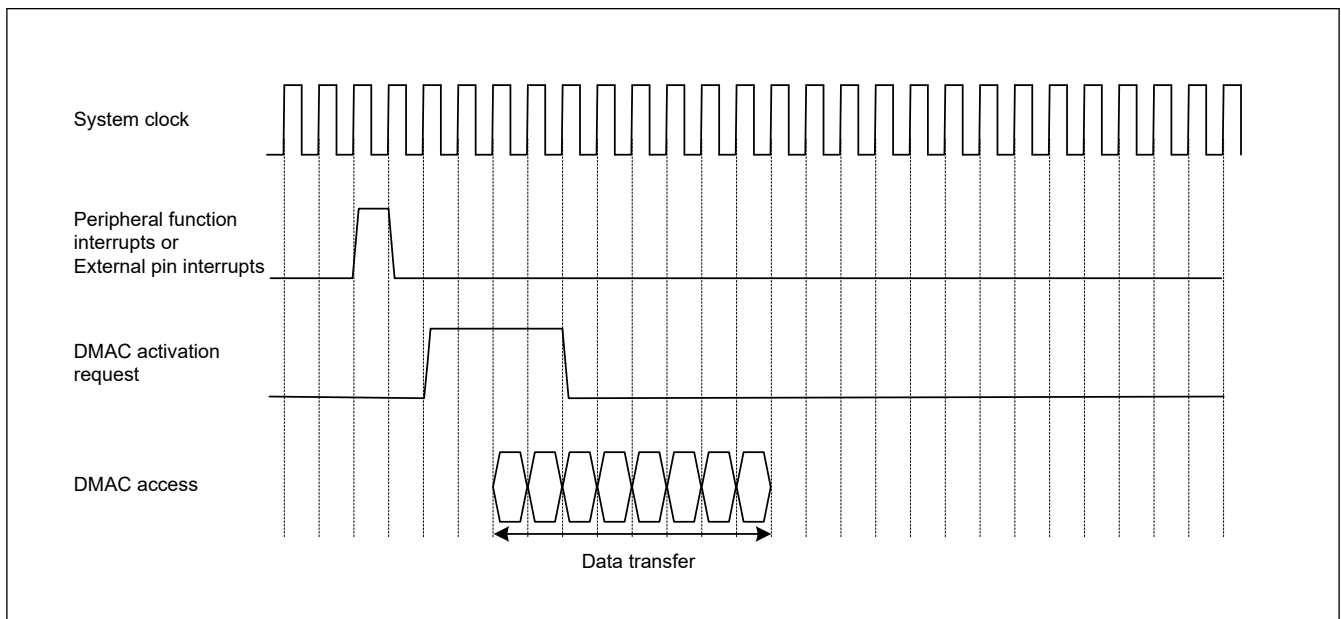 System clock
Peripheral function
interrupts or
External pin interrupts
DMAC activation
request
DMAC access
Data transfer